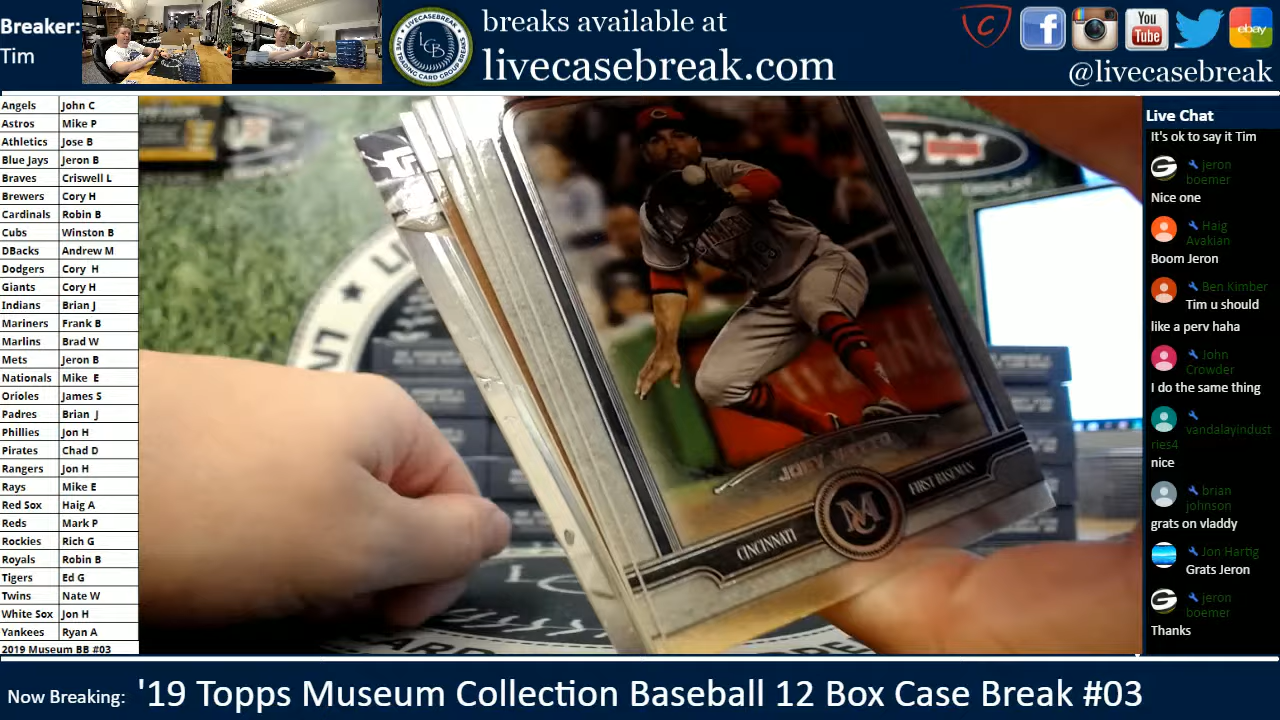 Breaker:
Tim
breaks available at
livecasebreak.com
You
Tube
ebay
@livecasebreak
LCB
Angels John C
Astros Mike P
Athletics Jose B
Blue Jays Jeron B
Braves Criswell L
Brewers Cory H
Cardinals Robin B
Cubs Winston B
DBacks Andrew M
Dodgers Cory H
Giants Cory H
Indians Brian J
Mariners Frank B
Marlins Brad W
Mets Jeron B
Nationals Mike E
Orioles James S
Padres Brian J
Phillies Jon H
Pirates Chad D
Rangers Jon H
Rays Mike E
Red Sox Haig A
Reds Mark P
Rockies Rich G
Royals Robin B
Tigers Ed G
Twins Nate W
White Sox Jon H
Yankees Ryan A
2019 Museum BB #03
JOEY VOTTO
CINCINNATI
M
FIRST BASEMAN
Live Chat
It's ok to say it Tim
jeron
boemer
Nice one
Haig
Avakian
Boom Jeron
Ben Kimber
Tim u should
like a perv haha
John
Crowder
I do the same thing
vandalayindust
ries4
nice
brian
johnson
grats on vladdy
Jon Hartig
Grats Jeron
jeron
boemer
Thanks
Now Breaking: '19 Topps Museum Collection Baseball 12 Box Case Break #03